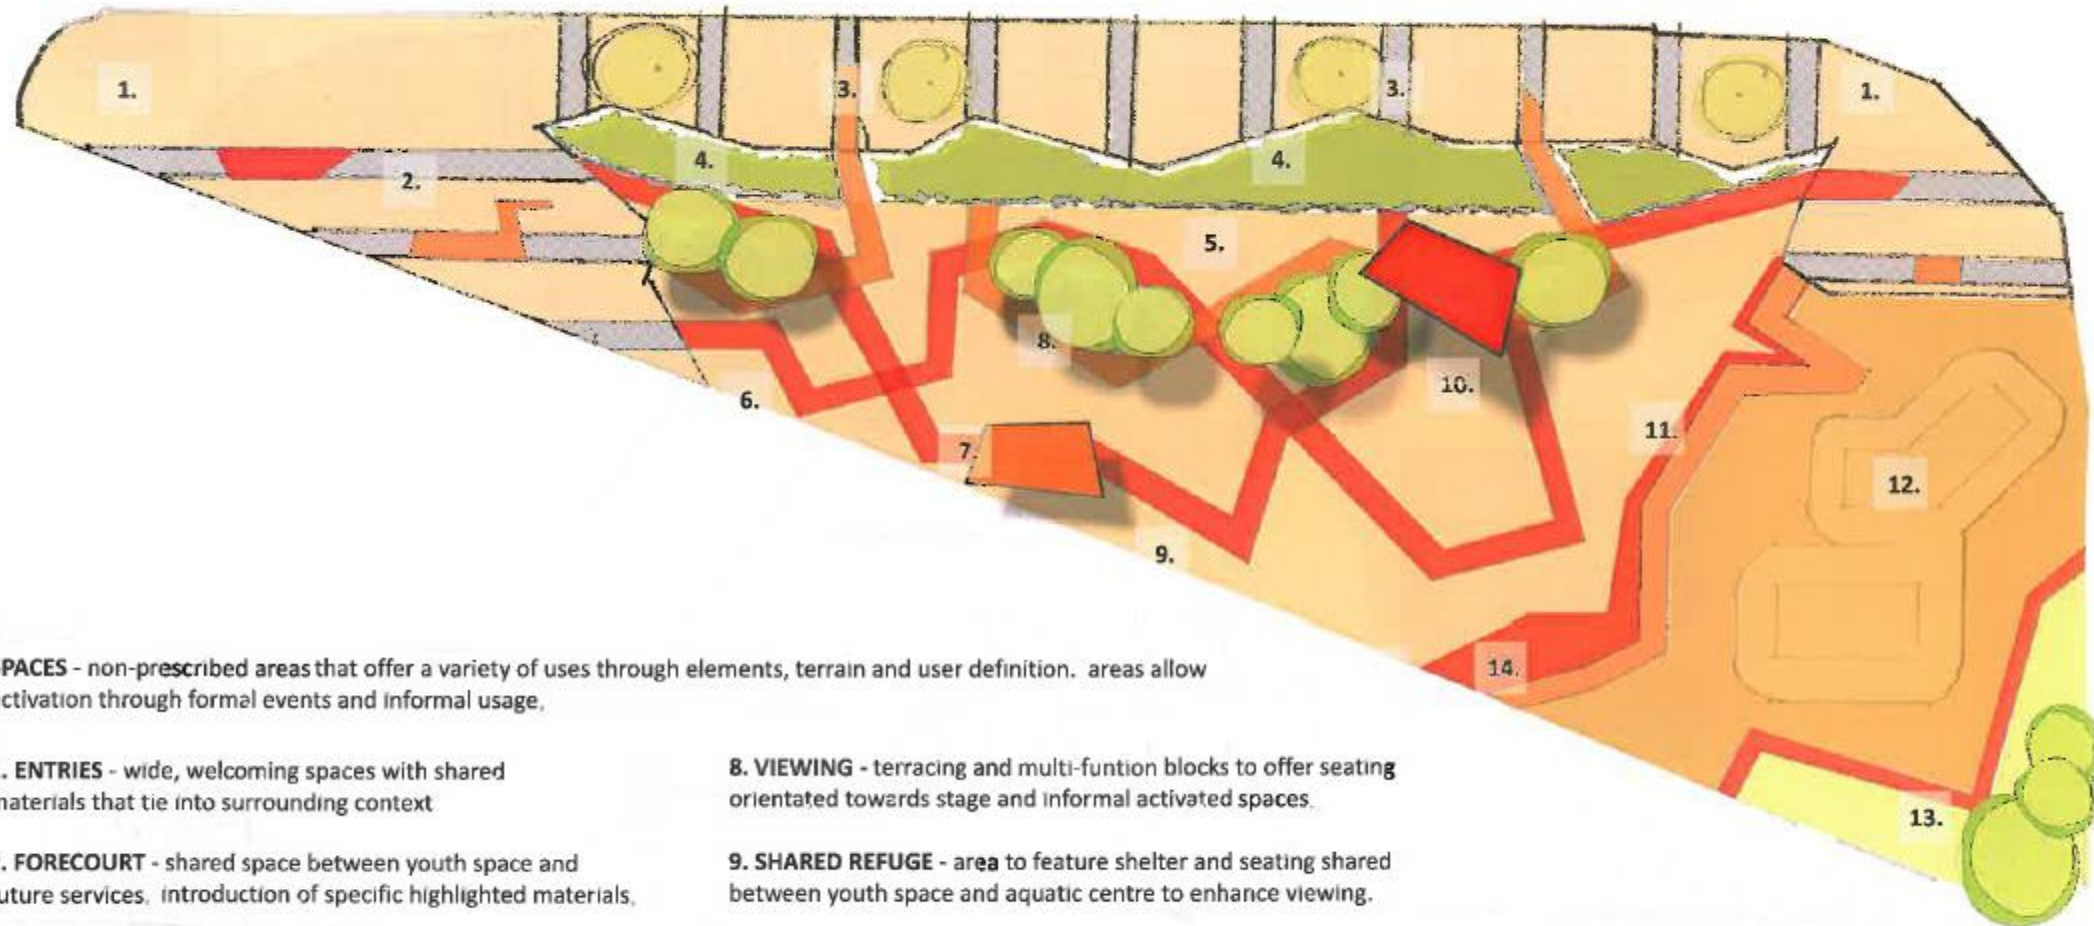 1.
3.
3.
1.
2.
4.
4.
5.
8.
6.
7.
10.
11.
12.
9.
14.
13.
PACES - non-prescribed areas that offer a variety of uses through elements, terrain and user definition. areas allow
ctivation through formal events and informal usage.
. ENTRIES - wide, welcoming spaces with shared
naterials that tie into surrounding context
. FORECOURT - shared space between youth space and
uture services. introduction of specific highlighted materials.
8. VIEWING - terracing and multi-funtion blocks to offer seating
orientated towards stage and informal activated spaces.
9. SHARED REFUGE - area to feature shelter and seating shared
between youth space and aquatic centre to enhance viewing.